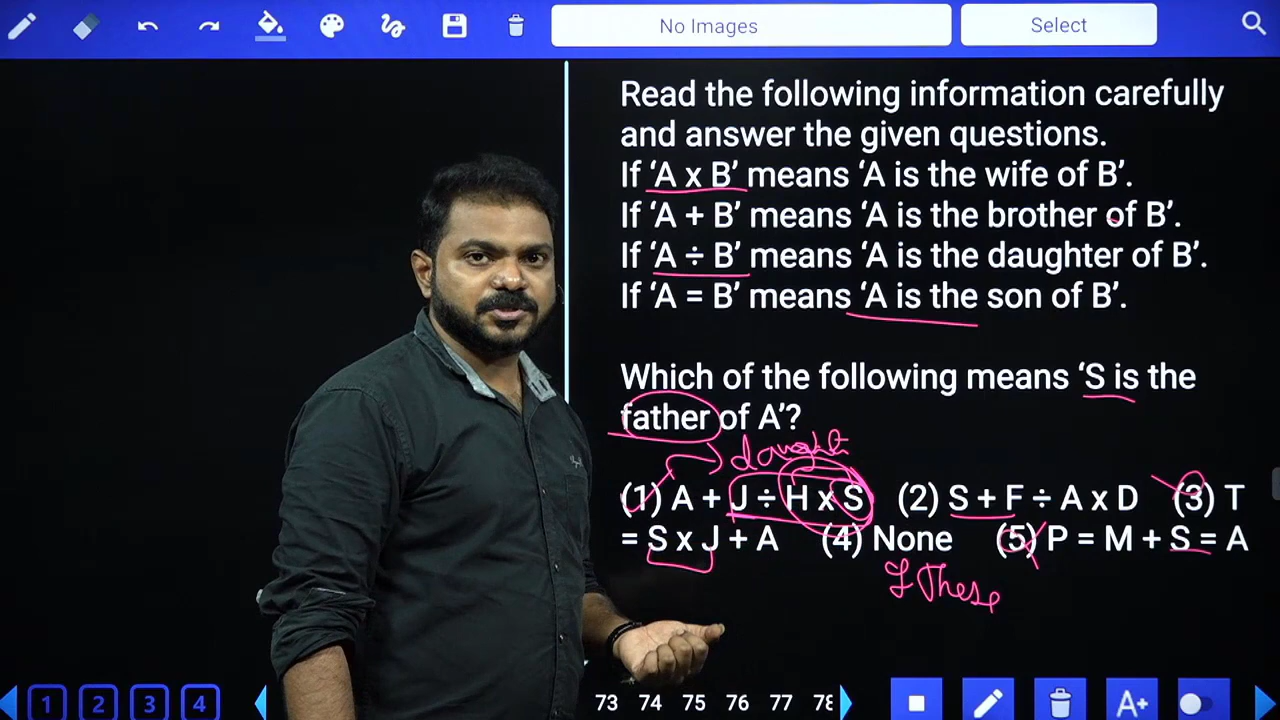 No Images
Select
Read the following information carefully
and answer the given questions.
If ‘A x B’ means ‘A is the wife of B’.
If ‘A + B’ means ‘A is the brother of B’.
If ‘A ÷ B’ means ‘A is the daughter of B’.
If ‘A = B’ means ‘A is the son of B’.
Which of the following means ‘S is the
father of A’?
(1) A + J ÷ H x S (2) S + F ÷ A x D (3) T
= S x J + A (4) None (5) P = M + S = A
of These
1 2 3 4 73 74 75 76 77 78 A+